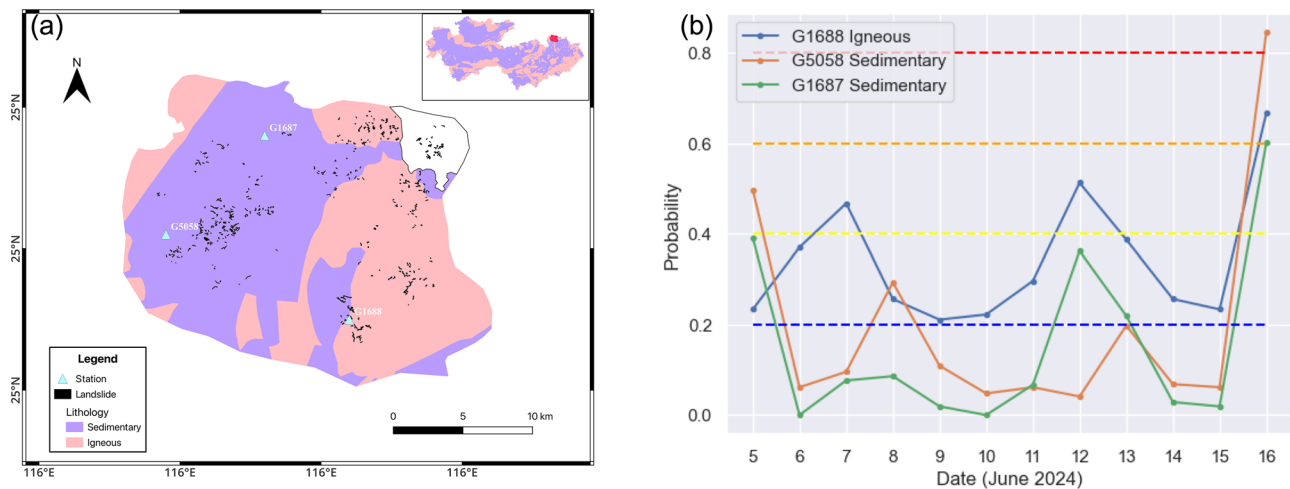 (a)
N
25°N
25°N
25°N
G1687
G5058
G1688
Legend
Station
Landslide
Lithology
Sedimentary
Igneous
0 5 10 km
116°E 116°E 116°E 116°E
(b)
G1688 Igneous
G5058 Sedimentary
G1687 Sedimentary
Probability
0.8
0.6
0.4
0.2
0.0
5 6 7 8 9 10 11 12 13 14 15 16
Date (June 2024)